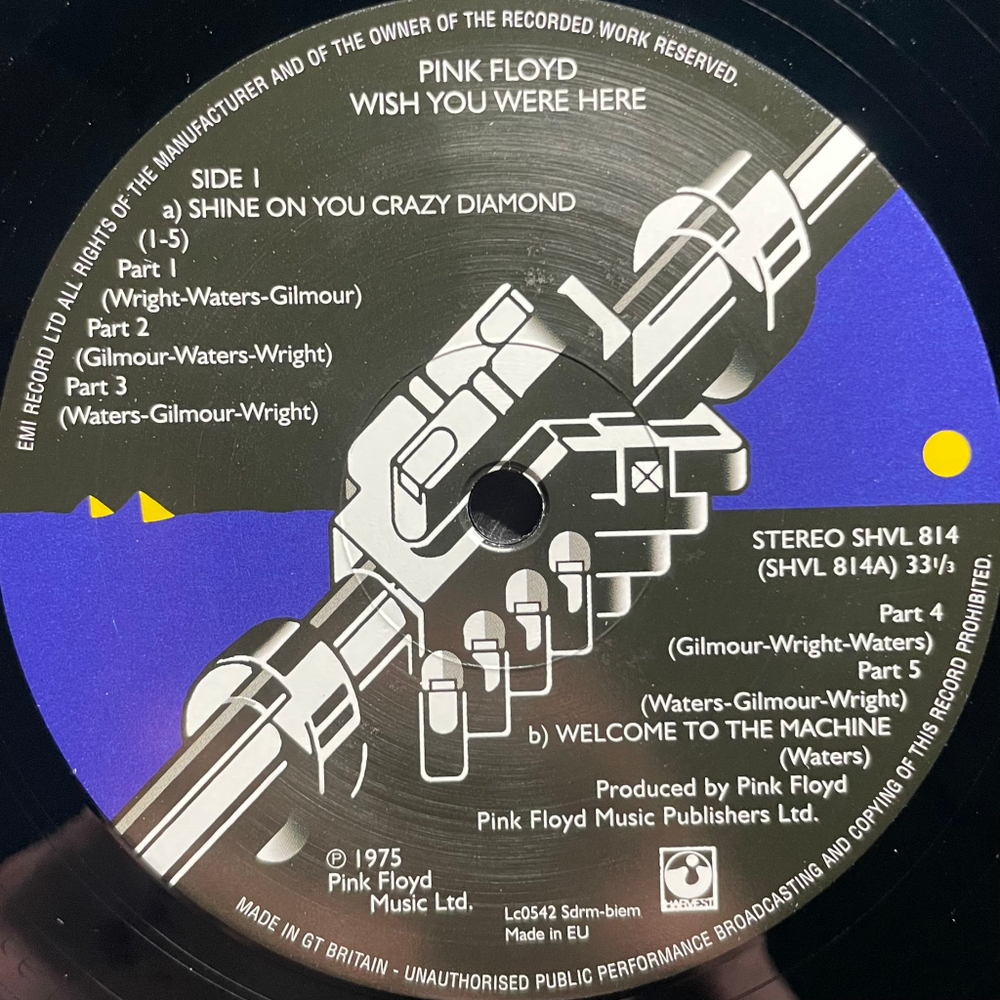 EMI RECORD LTD ALL RIGHTS OF THE MANUFACTURER AND OF THE OWNER OF THE RECORDED WORK RESERVED.
PINK FLOYD
WISH YOU WERE HERE
SIDE 1
a) SHINE ON YOU CRAZY DIAMOND
(1-5)
Part 1
(Wright-Waters-Gilmour)
Part 2
(Gilmour-Waters-Wright)
Part 3
(Waters-Gilmour-Wright)
STEREO SHVL 814
(SHVL 814A) 33 1/3
Part 4
(Gilmour-Wright-Waters)
Part 5
(Waters-Gilmour-Wright)
b) WELCOME TO THE MACHINE
(Waters)
Produced by Pink Floyd
Pink Floyd Music Publishers Ltd.
℗ 1975
Pink Floyd
Music Ltd.
HARVEST
Lc0542 Sdrm-biem
Made in EU
MADE IN GT BRITAIN - UNAUTHORISED PUBLIC PERFORMANCE BROADCASTING AND COPYING OF THIS RECORD PROHIBITED.